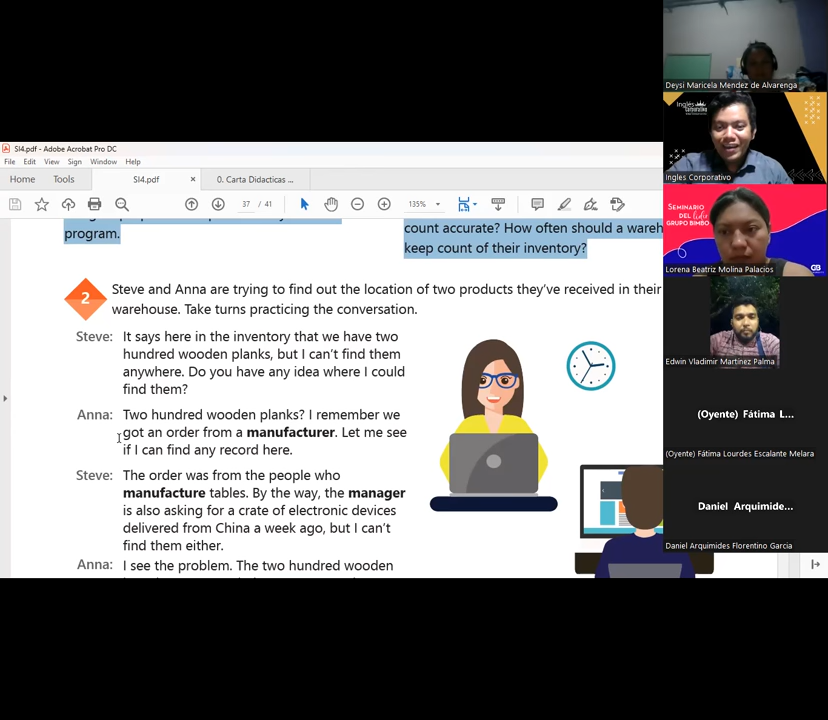 SI4.pdf - Adobe Acrobat Pro DC
File Edit View Sign Window Help
Home Tools SI4.pdf × 0. Carta Didacticas ...
37 / 41 135%
program.
count accurate? How often should a wareh
keep count of their inventory?
2
Steve and Anna are trying to find out the location of two products they've received in their
warehouse. Take turns practicing the conversation.
Steve: It says here in the inventory that we have two
hundred wooden planks, but I can't find them
anywhere. Do you have any idea where I could
find them?
Anna: Two hundred wooden planks? I remember we
got an order from a manufacturer. Let me see
if I can find any record here.
Steve: The order was from the people who
manufacture tables. By the way, the manager
is also asking for a crate of electronic devices
delivered from China a week ago, but I can't
find them either.
Anna: I see the problem. The two hundred wooden
Deysi Maricela Mendez de Alvarenga
Inglés
Corporativo
Ingles Corporativo
SEMINARIO
DEL líder
GRUPO BIMBO
GB
Lorena Beatriz Molina Palacios
Edwin Vladimir Martinez Palma
(Oyente) Fátima L...
(Oyente) Fátima Lourdes Escalante Melara
Daniel Arquimide...
Daniel Arquimides Florentino Garcia